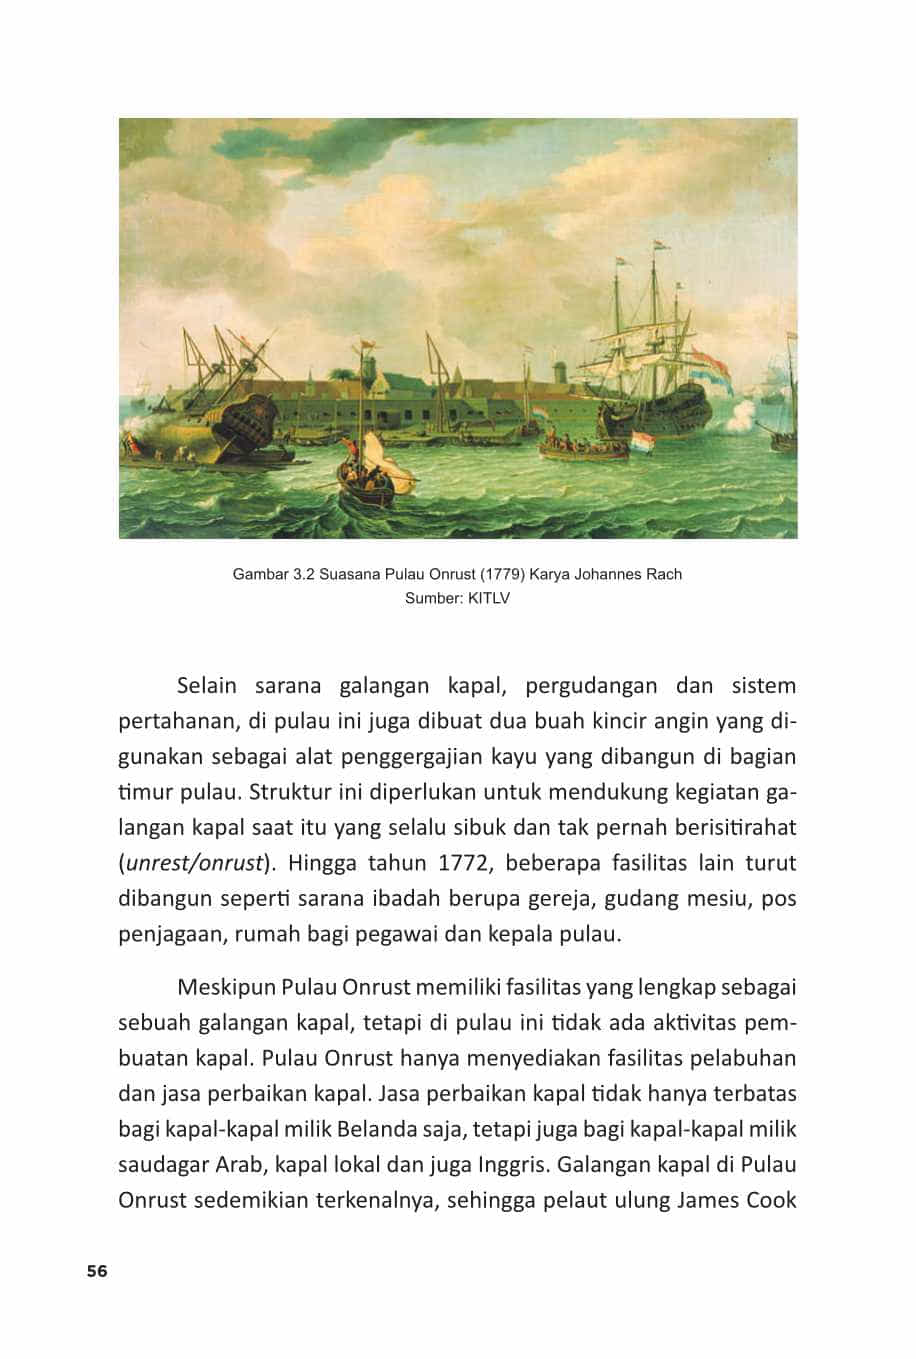 Gambar 3.2 Suasana Pulau Onrust (1779) Karya Johannes Rach
Sumber: KITLV
Selain sarana galangan kapal, pergudangan dan sistem
pertahanan, di pulau ini juga dibuat dua buah kincir angin yang di-
gunakan sebagai alat penggergajian kayu yang dibangun di bagian
timur pulau. Struktur ini diperlukan untuk mendukung kegiatan ga-
langan kapal saat itu yang selalu sibuk dan tak pernah berisitirahat
(unrest/onrust). Hingga tahun 1772, beberapa fasilitas lain turut
dibangun seperti sarana ibadah berupa gereja, gudang mesiu, pos
penjagaan, rumah bagi pegawai dan kepala pulau.
Meskipun Pulau Onrust memiliki fasilitas yang lengkap sebagai
sebuah galangan kapal, tetapi di pulau ini tidak ada aktivitas pem-
buatan kapal. Pulau Onrust hanya menyediakan fasilitas pelabuhan
dan jasa perbaikan kapal. Jasa perbaikan kapal tidak hanya terbatas
bagi kapal-kapal milik Belanda saja, tetapi juga bagi kapal-kapal milik
saudagar Arab, kapal lokal dan juga Inggris. Galangan kapal di Pulau
Onrust sedemikian terkenalnya, sehingga pelaut ulung James Cook
56